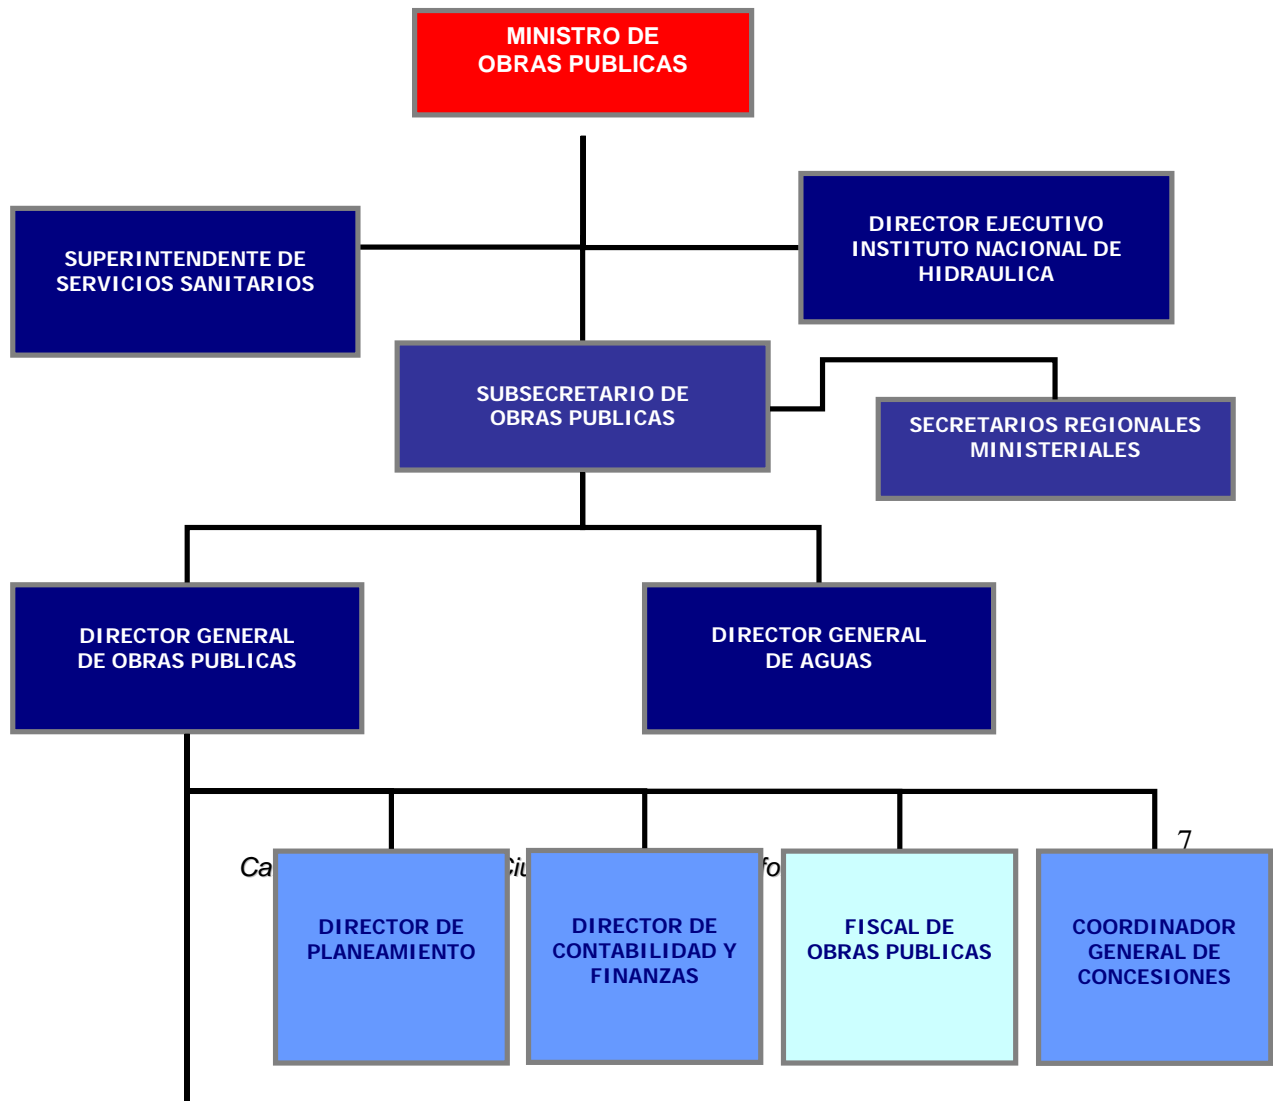 MINISTRO DE
OBRAS PUBLICAS
SUPERINTENDENTE DE
SERVICIOS SANITARIOS
DIRECTOR EJECUTIVO
INSTITUTO NACIONAL DE
HIDRAULICA
SUBSECRETARIO DE
OBRAS PUBLICAS
SECRETARIOS REGIONALES
MINISTERIALES
DIRECTOR GENERAL
DE OBRAS PUBLICAS
DIRECTOR GENERAL
DE AGUAS
7
DIRECTOR DE
PLANEAMIENTO
DIRECTOR DE
CONTABILIDAD Y
FINANZAS
FISCAL DE
OBRAS PUBLICAS
COORDINADOR
GENERAL DE
CONCESIONES